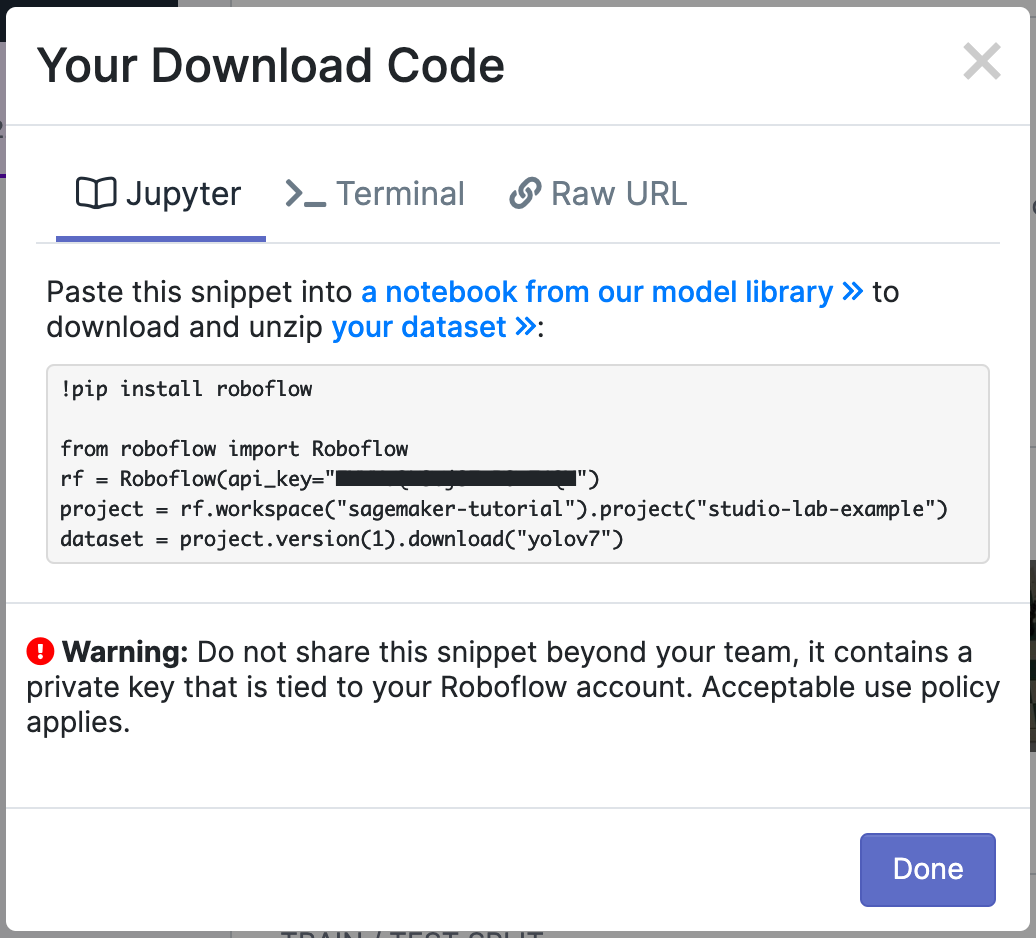 Your Download Code
Jupyter
Terminal
Raw URL
Paste this snippet into a notebook from our model library » to
download and unzip your dataset »:
!pip install roboflow
from roboflow import Roboflow
rf = Roboflow(api_key="")
project = rf.workspace("sagemaker-tutorial").project("studio-lab-example")
dataset = project.version(1).download("yolov7")
Warning: Do not share this snippet beyond your team, it contains a
private key that is tied to your Roboflow account. Acceptable use policy
applies.
Done
TRAIN / TEST SPLIT